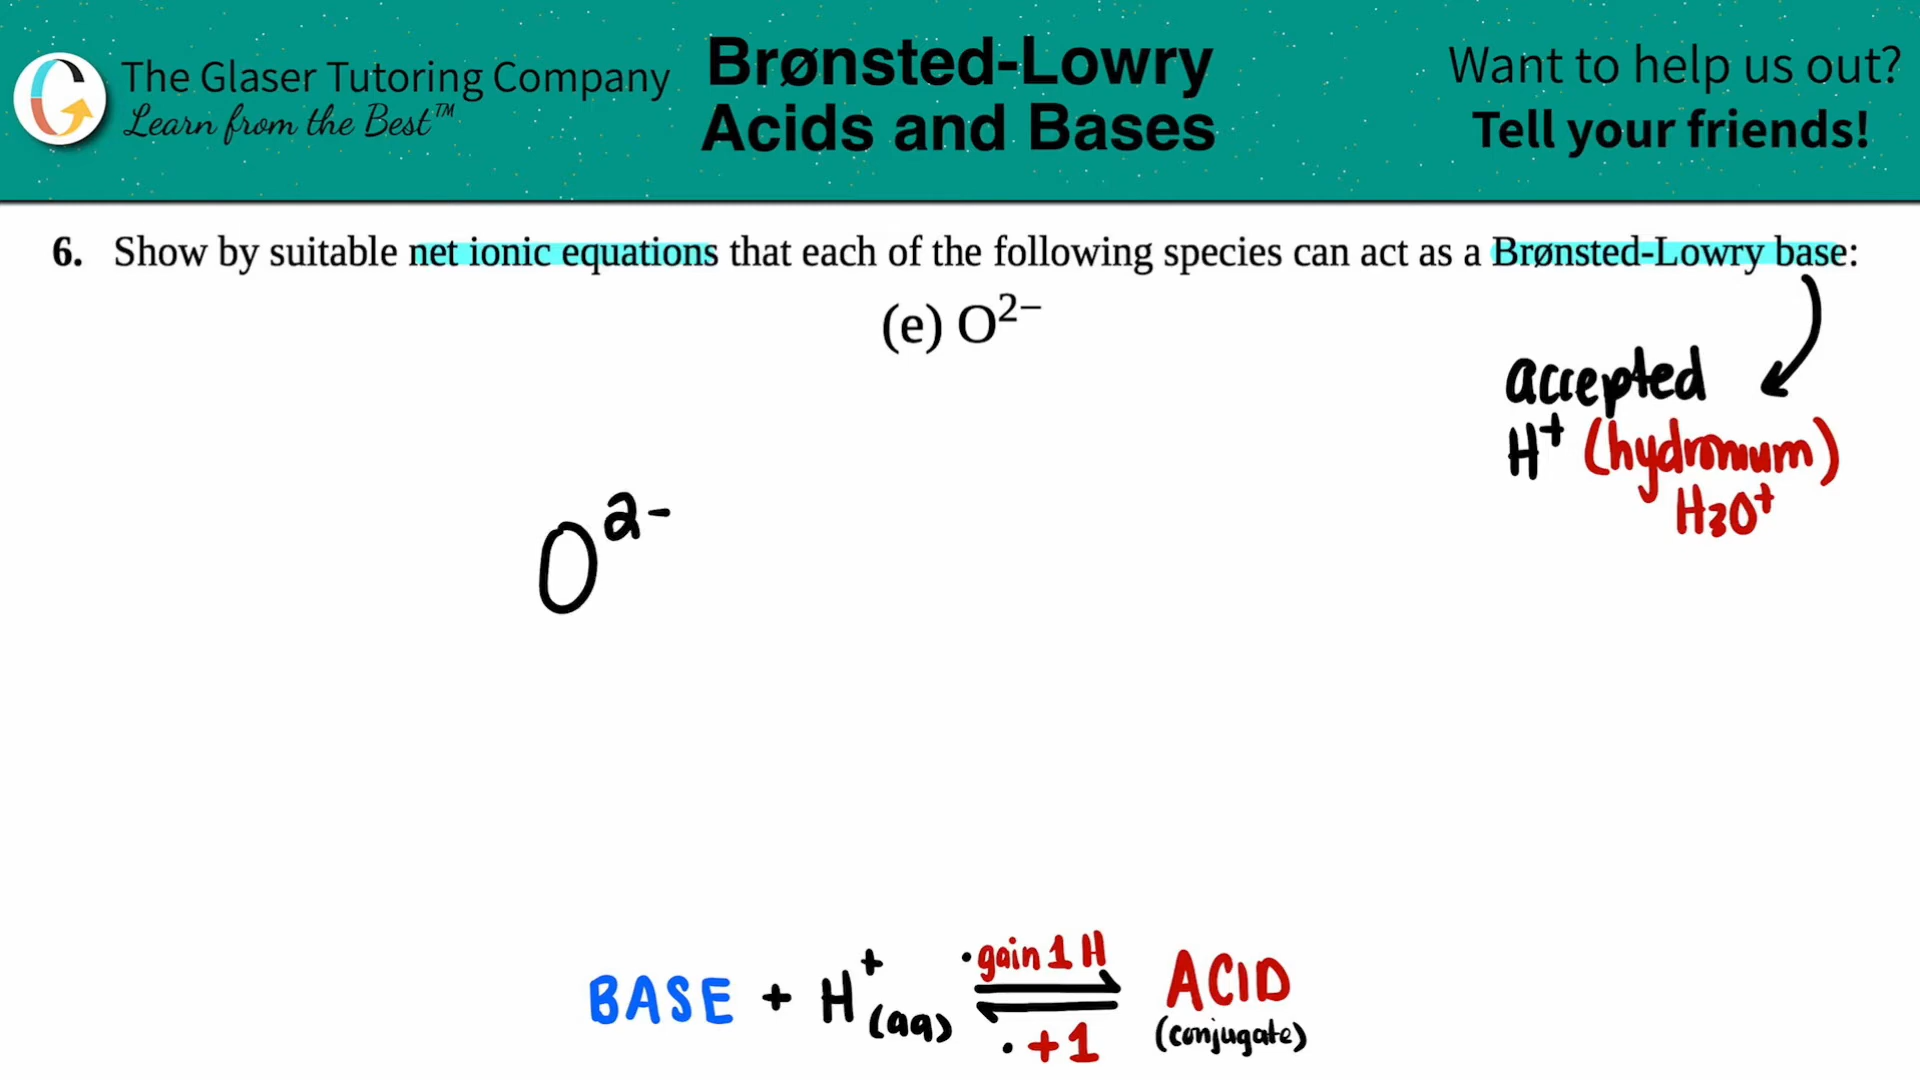 The Glaser Tutoring Company
Learn from the Best™
Brønsted-Lowry
Acids and Bases
Want to help us out?
Tell your friends!
6. Show by suitable net ionic equations that each of the following species can act as a Brønsted-Lowry base:
(e) O²⁻
accepted
H⁺ (hydronium)
H₃O⁺
O²⁻
• gain 1 H
BASE + H⁺(aq) ⇌ ACID
• +1 (conjugate)